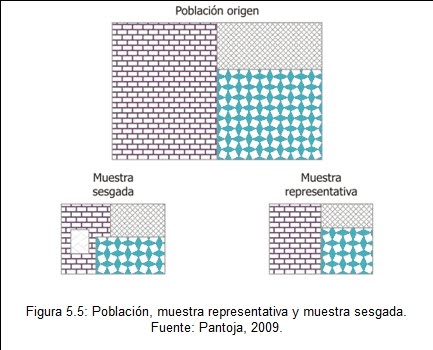 Población origen
Muestra
sesgada
Muestra
representativa
Figura 5.5: Población, muestra representativa y muestra sesgada.
Fuente: Pantoja, 2009.